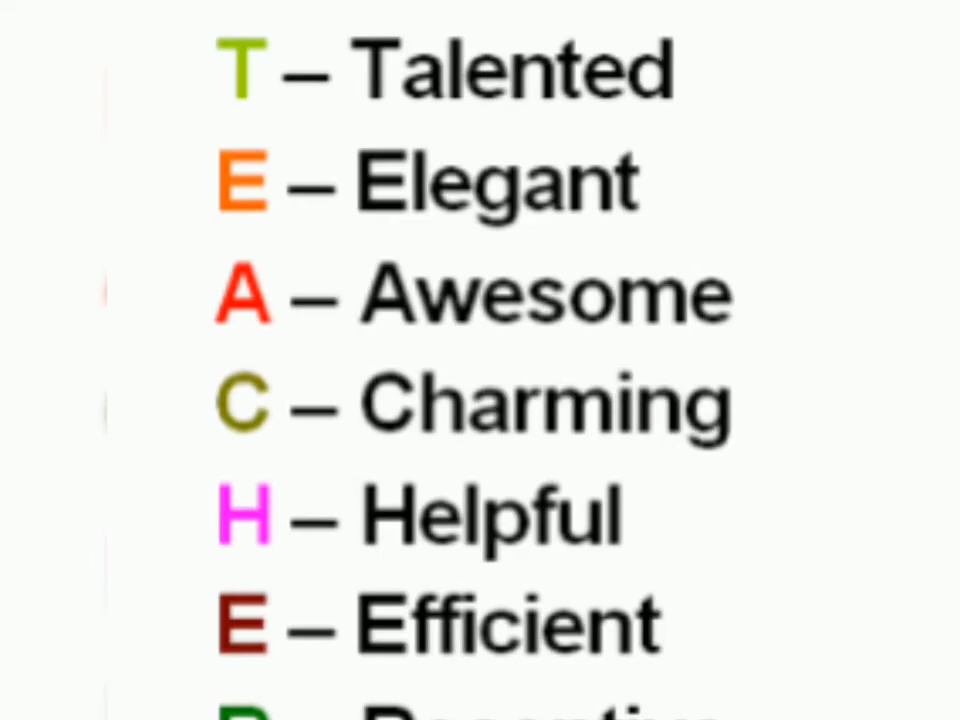 T – Talented
E – Elegant
A – Awesome
C – Charming
H – Helpful
E – Efficient